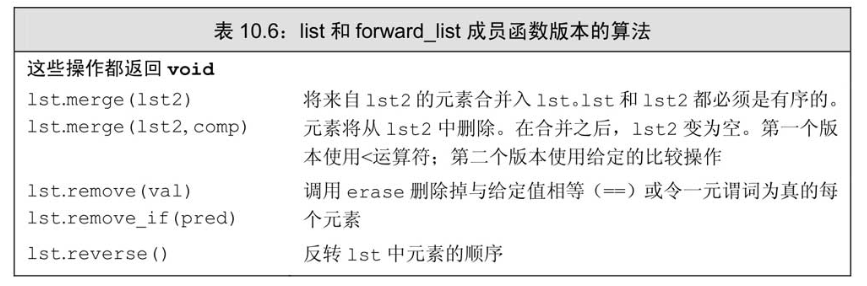 表 10.6：list 和 forward_list 成员函数版本的算法
这些操作都返回 void
lst.merge(lst2) 将来自 lst2 的元素合并入 lst。lst 和 lst2 都必须是有序的。
lst.merge(lst2,comp) 元素将从 lst2 中删除。在合并之后，lst2 变为空。第一个版
本使用<运算符；第二个版本使用给定的比较操作
lst.remove(val) 调用 erase 删除掉与给定值相等（==）或令一元谓词为真的每
lst.remove_if(pred) 个元素
lst.reverse() 反转 lst 中元素的顺序